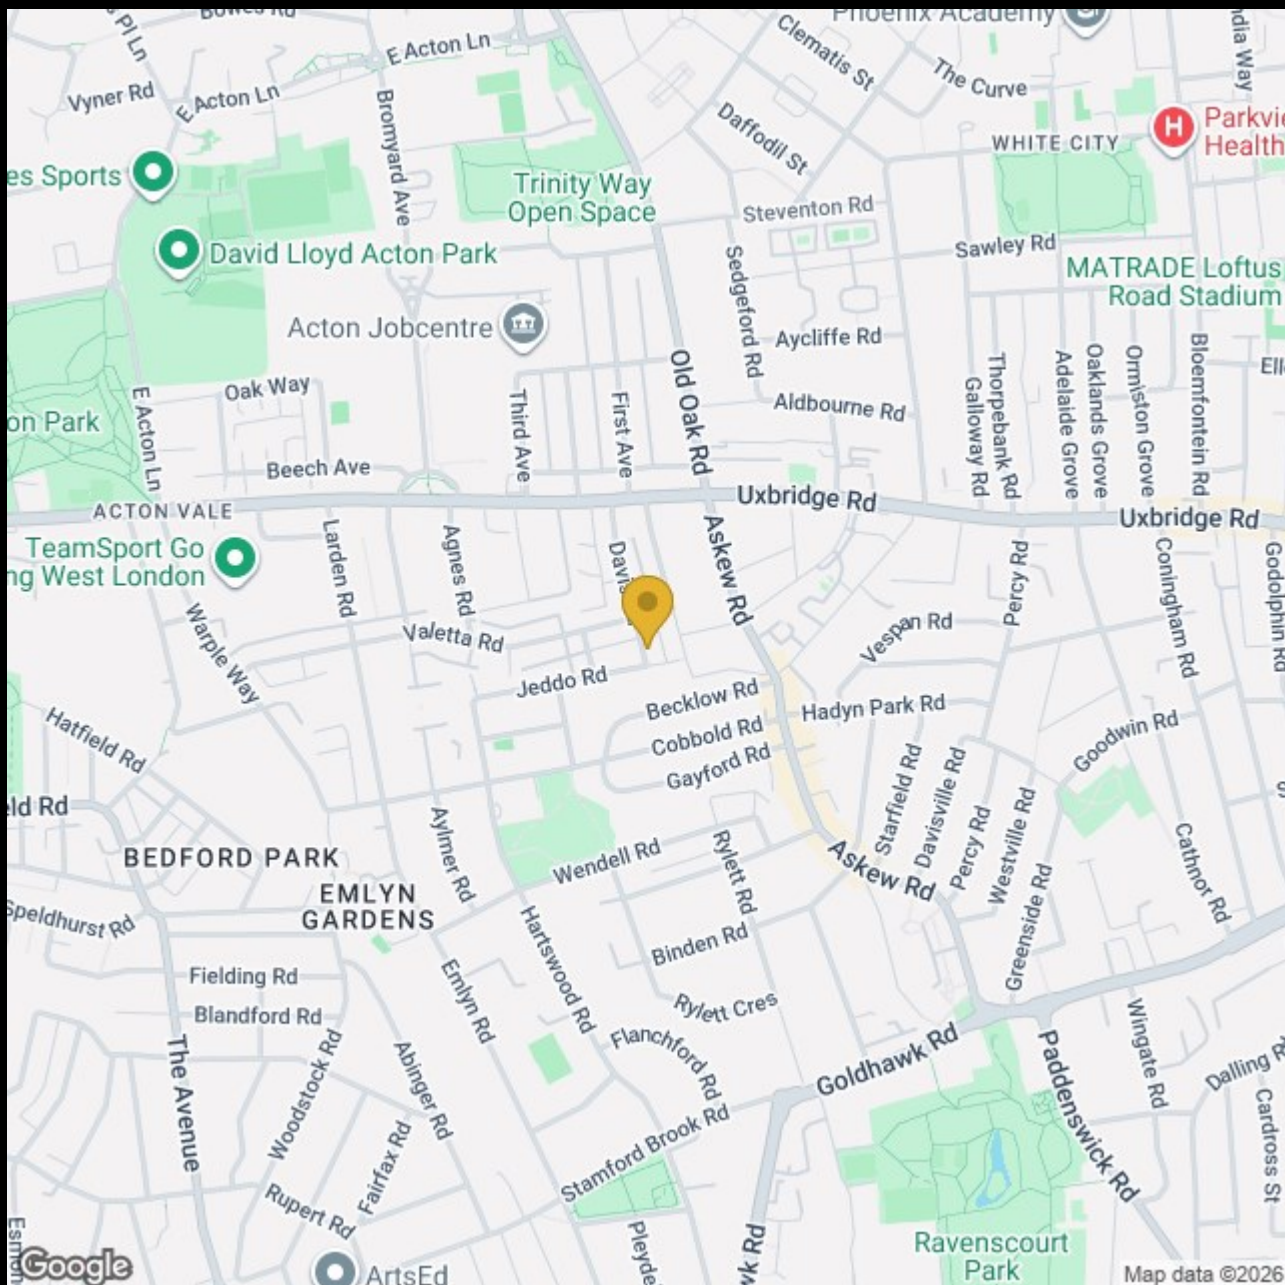 Bowes Rd
E Acton Ln
Pl Ln
Phoenix Academy
Clematis St
The Curve
Vyner Rd
E Acton Ln
Bromyard Ave
Daffodil St
WHITE CITY
Parkvie
Health
es Sports
Trinity Way
Open Space
Steventon Rd
Sawley Rd
David Lloyd Acton Park
MATRADE Loftus
Road Stadium
Sedgeford Rd
Acton Jobcentre
Aycliffe Rd
Old Oak Rd
Oak Way
on Park
E Acton Ln
Third Ave
First Ave
Aldbourne Rd
Galloway Rd
Thorpebank Rd
Adelaide Grove
Oaklands Grove
Ormiston Grove
Bloemfontein Rd
Elle
Beech Ave
ACTON VALE
Uxbridge Rd
Uxbridge Rd
TeamSport Go
ng West London
Larden Rd
Agnes Rd
Davis
Askew Rd
Percy Rd
Coningham Rd
Godolphin Rd
Warple Way
Valetta Rd
Vespan Rd
Jeddo Rd
Becklow Rd
Hadyn Park Rd
Hatfield Rd
Cobbold Rd
Goodwin Rd
Gayford Rd
eld Rd
Starfield Rd
Davisville Rd
Percy Rd
Westville Rd
BEDFORD PARK
Aylmer Rd
Wendell Rd
Rylett Rd
Askew Rd
Cathnor Rd
EMLYN
GARDENS
Speldhurst Rd
Hartswood Rd
Binden Rd
Greenside Rd
Fielding Rd
Emlyn Rd
Rylett Cres
Blandford Rd
Flanchford Rd
Goldhawk Rd
Wingate Rd
The Avenue
Woodstock Rd
Abinger Rd
Paddenswick Rd
Dalling R
Cardross St
Fairfax Rd
Stamford Brook Rd
Rupert Rd
Pleyde
wk Rd
Ravenscourt
Park
Esmon
ArtsEd
Google
Map data ©2026